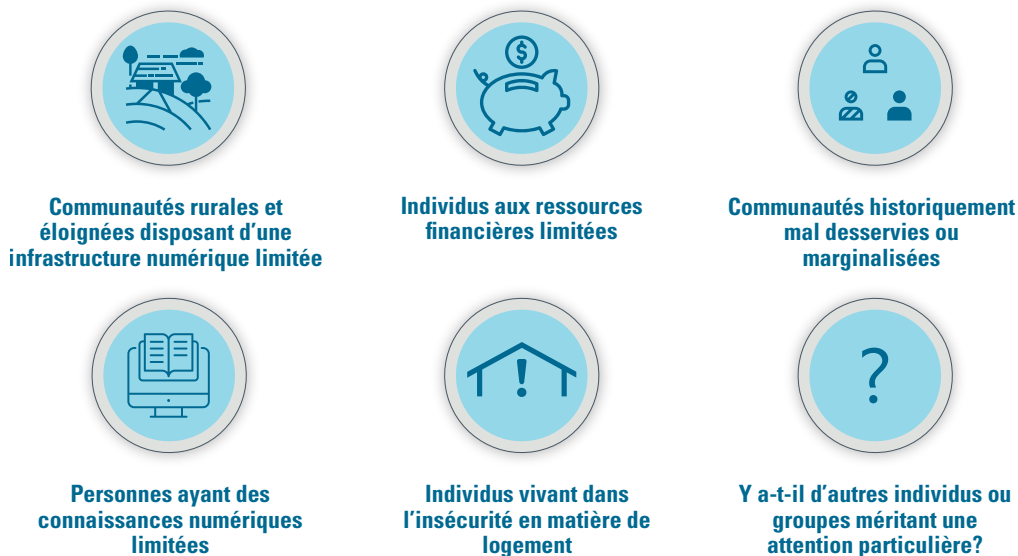 Communautés rurales et
éloignées disposant d’une
infrastructure numérique limitée
$
Individus aux ressources
financières limitées
Communautés historiquement
mal desservies ou
marginalisées
Personnes ayant des
connaissances numériques
limitées
!
Individus vivant dans
l’insécurité en matière de
logement
?
Y a-t-il d’autres individus ou
groupes méritant une
attention particulière?